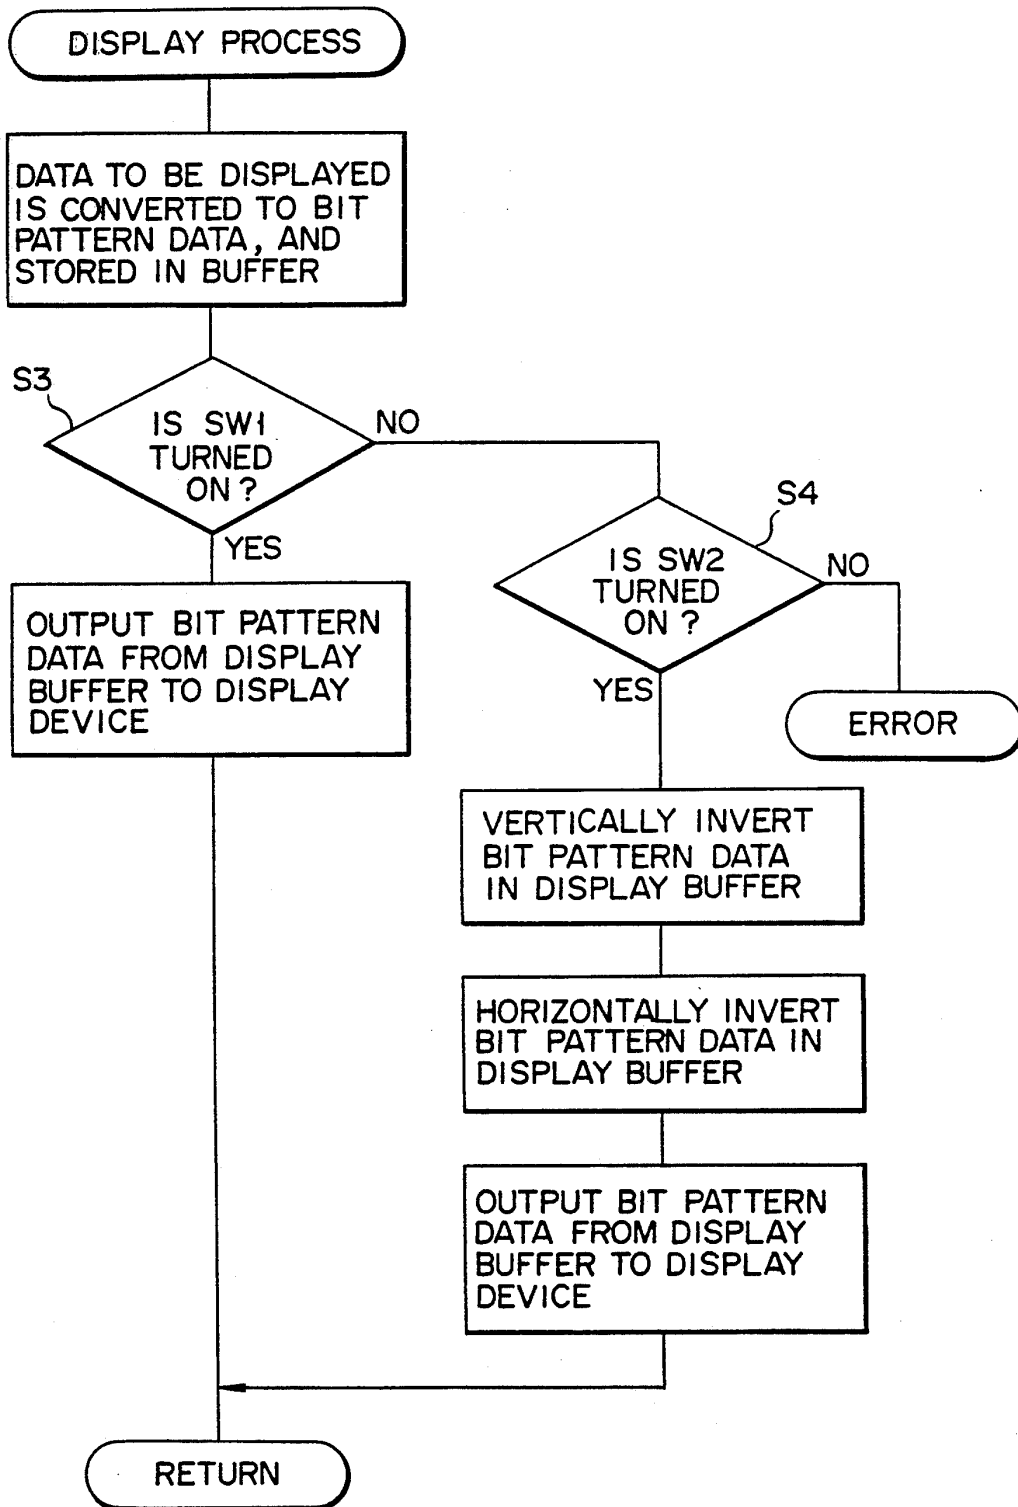 DISPLAY PROCESS
DATA TO BE DISPLAYED
IS CONVERTED TO BIT
PATTERN DATA, AND
STORED IN BUFFER
S3
IS SW1
TURNED
ON?
NO
YES
OUTPUT BIT PATTERN
DATA FROM DISPLAY
BUFFER TO DISPLAY
DEVICE
S4
IS SW2
TURNED
ON?
NO
YES
ERROR
VERTICALLY INVERT
BIT PATTERN DATA
IN DISPLAY BUFFER
HORIZONTALLY INVERT
BIT PATTERN DATA IN
DISPLAY BUFFER
OUTPUT BIT PATTERN
DATA FROM DISPLAY
BUFFER TO DISPLAY
DEVICE
RETURN